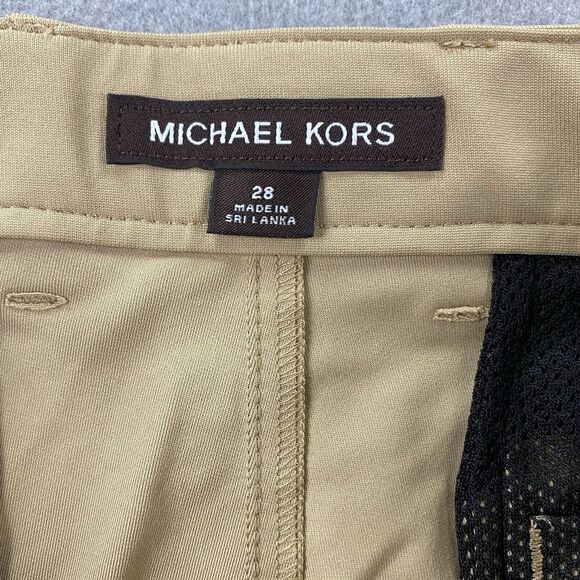 MICHAEL KORS
28
MADE IN
SRI LANKA